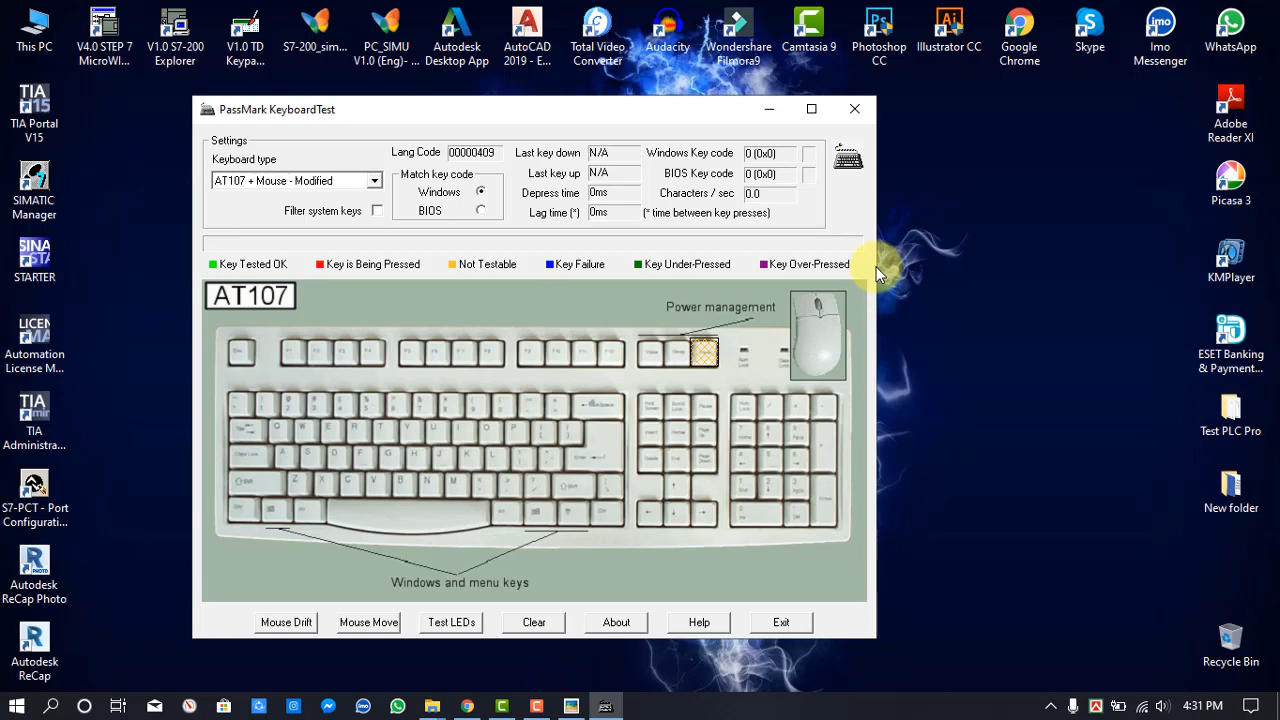 This PC
V4.0 STEP 7
MicroWI...
V1.0 S7-200
Explorer
V1.0 TD
Keypa...
S7-200_sim...
PC_SIMU
V1.0 (Eng)-...
Autodesk
Desktop App
AutoCAD
2019 - E...
Total Video
Converter
Audacity
Wondershare
Filmora9
Camtasia 9
Photoshop
CC
Illustrator CC
Google
Chrome
Skype
Imo
Messenger
WhatsApp
TIA Portal
V15
SIMATIC
Manager
STARTER
Automation
License M...
TIA
Administra...
S7-PCT - Port
Configurati...
Autodesk
ReCap Photo
Autodesk
ReCap
PassMark KeyboardTest
Settings
Keyboard type
AT107 + Mouse - Modified
Filter system keys
Lang Code 00000409
Match key code
Windows
BIOS
Last key down N/A
Last key up N/A
Depress time 0ms
Lag time (*) 0ms
Windows Key code 0 (0x0)
BIOS Key code 0 (0x0)
Characters / sec 0.0
(* time between key presses)
Key Tested OK Key is Being Pressed Not Testable Key Failure Key Under-Pressed Key Over-Pressed
AT107
Power management
Windows and menu keys
Mouse Drift Mouse Move Test LEDs Clear About Help Exit
Adobe
Reader XI
Picasa 3
KMPlayer
ESET Banking
& Payment...
Test PLC Pro
New folder
Recycle Bin
4:31 PM